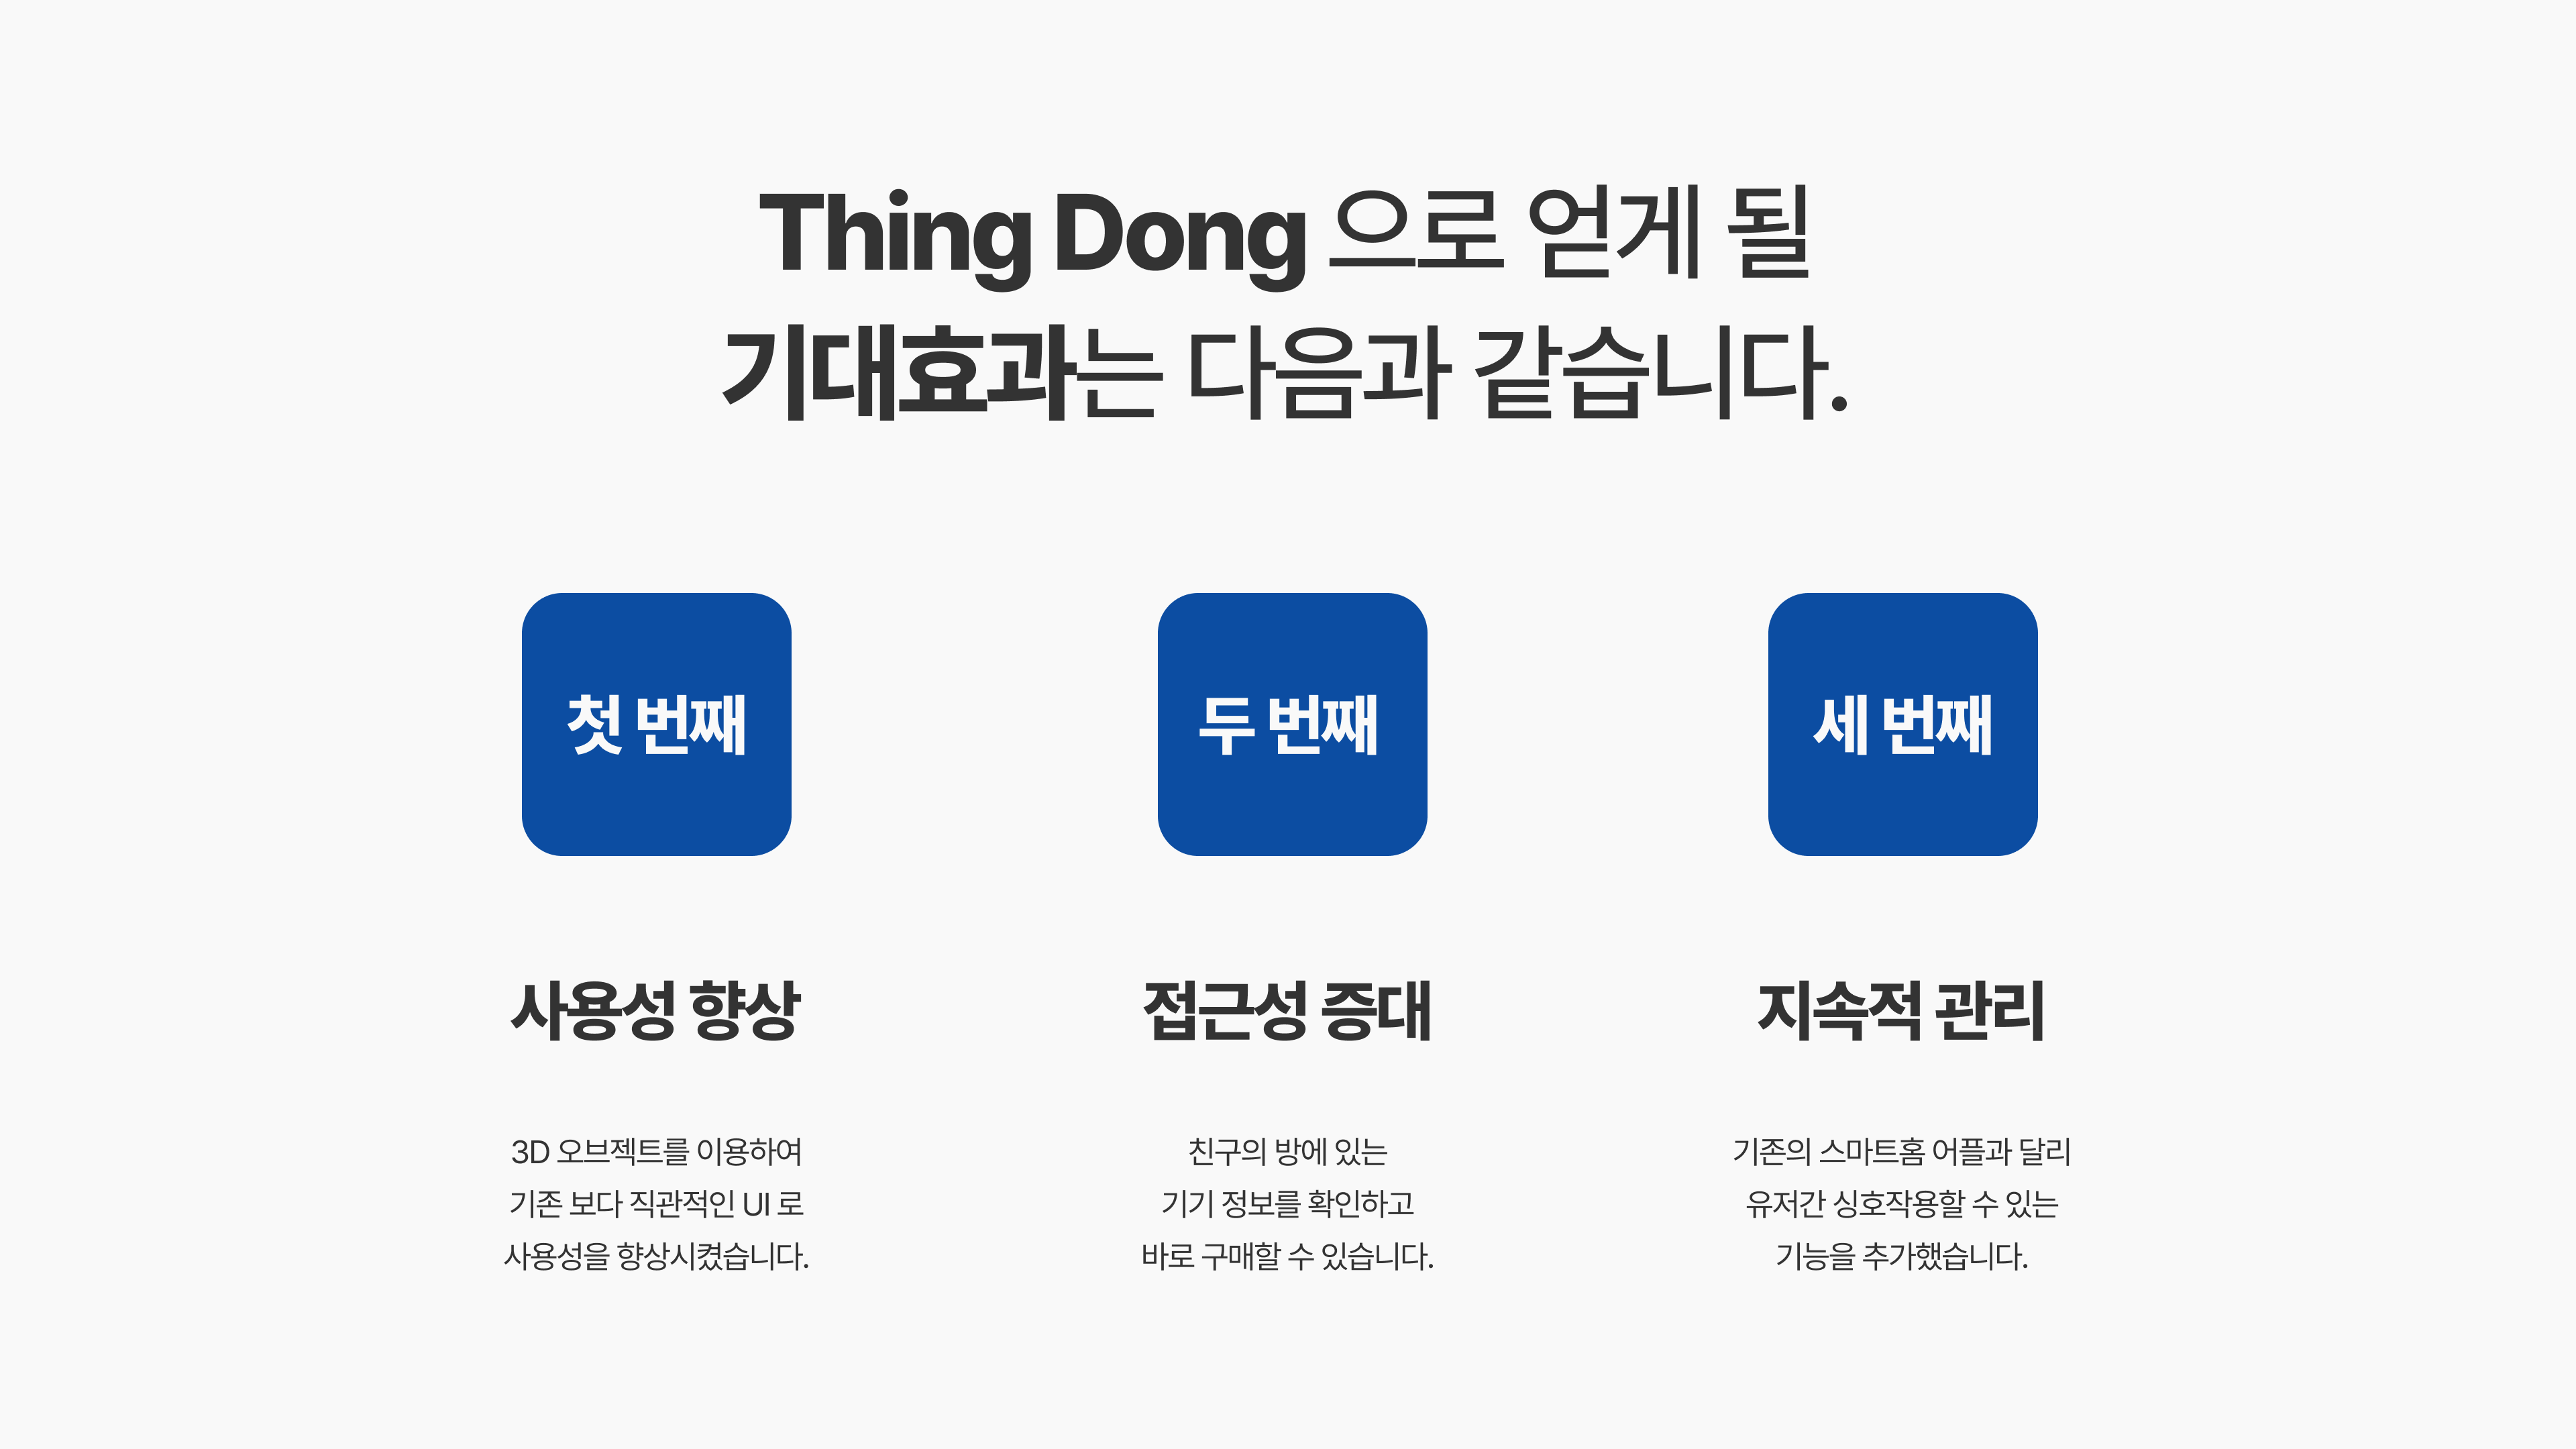 Thing Dong 으로 얻게 될
기대효과는 다음과 같습니다.
첫 번째
두 번째
세 번째
사용성 향상
3D 오브젝트를 이용하여
기존 보다 직관적인 UI 로
사용성을 향상시켰습니다.
접근성 증대
친구의 방에 있는
기기 정보를 확인하고
바로 구매할 수 있습니다.
지속적 관리
기존의 스마트홈 어플과 달리
유저간 싱호작용할 수 있는
기능을 추가했습니다.